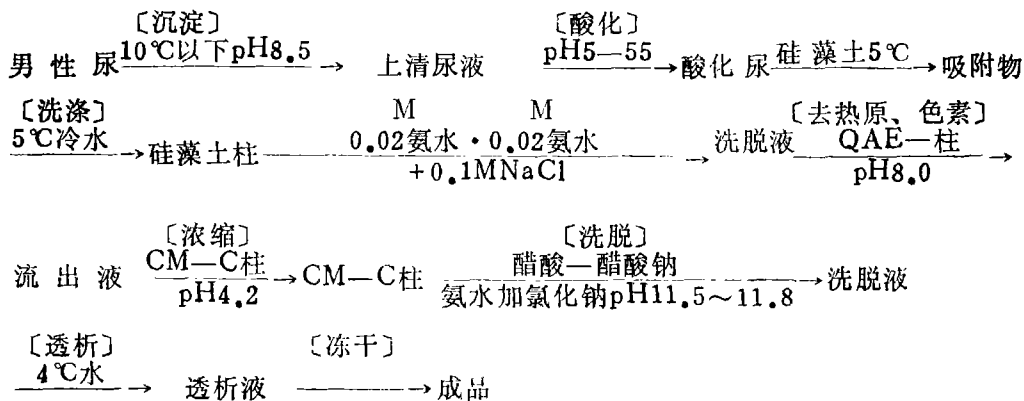 〔沉淀〕 〔酸化〕
男性尿 10℃以下pH8.5 → 上清尿液 pH5—55 → 酸化尿 硅藻土5℃ → 吸附物
〔洗涤〕 M M 〔去热原、色素〕
5℃冷水 → 硅藻土柱 0.02氨水·0.02氨水 → 洗脱液 QAE—柱 →
+0.1MNaCl pH8.0
〔浓缩〕 〔洗脱〕
流出液 CM—C柱 → CM—C柱 醋酸—醋酸钠 → 洗脱液
pH4.2 氨水加氯化钠pH11.5~11.8
〔透析〕 〔冻干〕
4℃水 → 透析液 → 成品